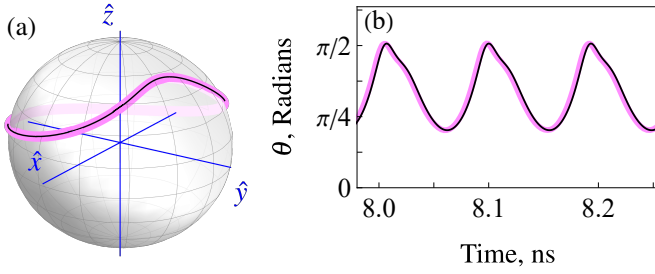 (a)
ẑ
x̂
ŷ
(b)
θ, Radians
π/2
π/4
0
8.0 8.1 8.2
Time, ns